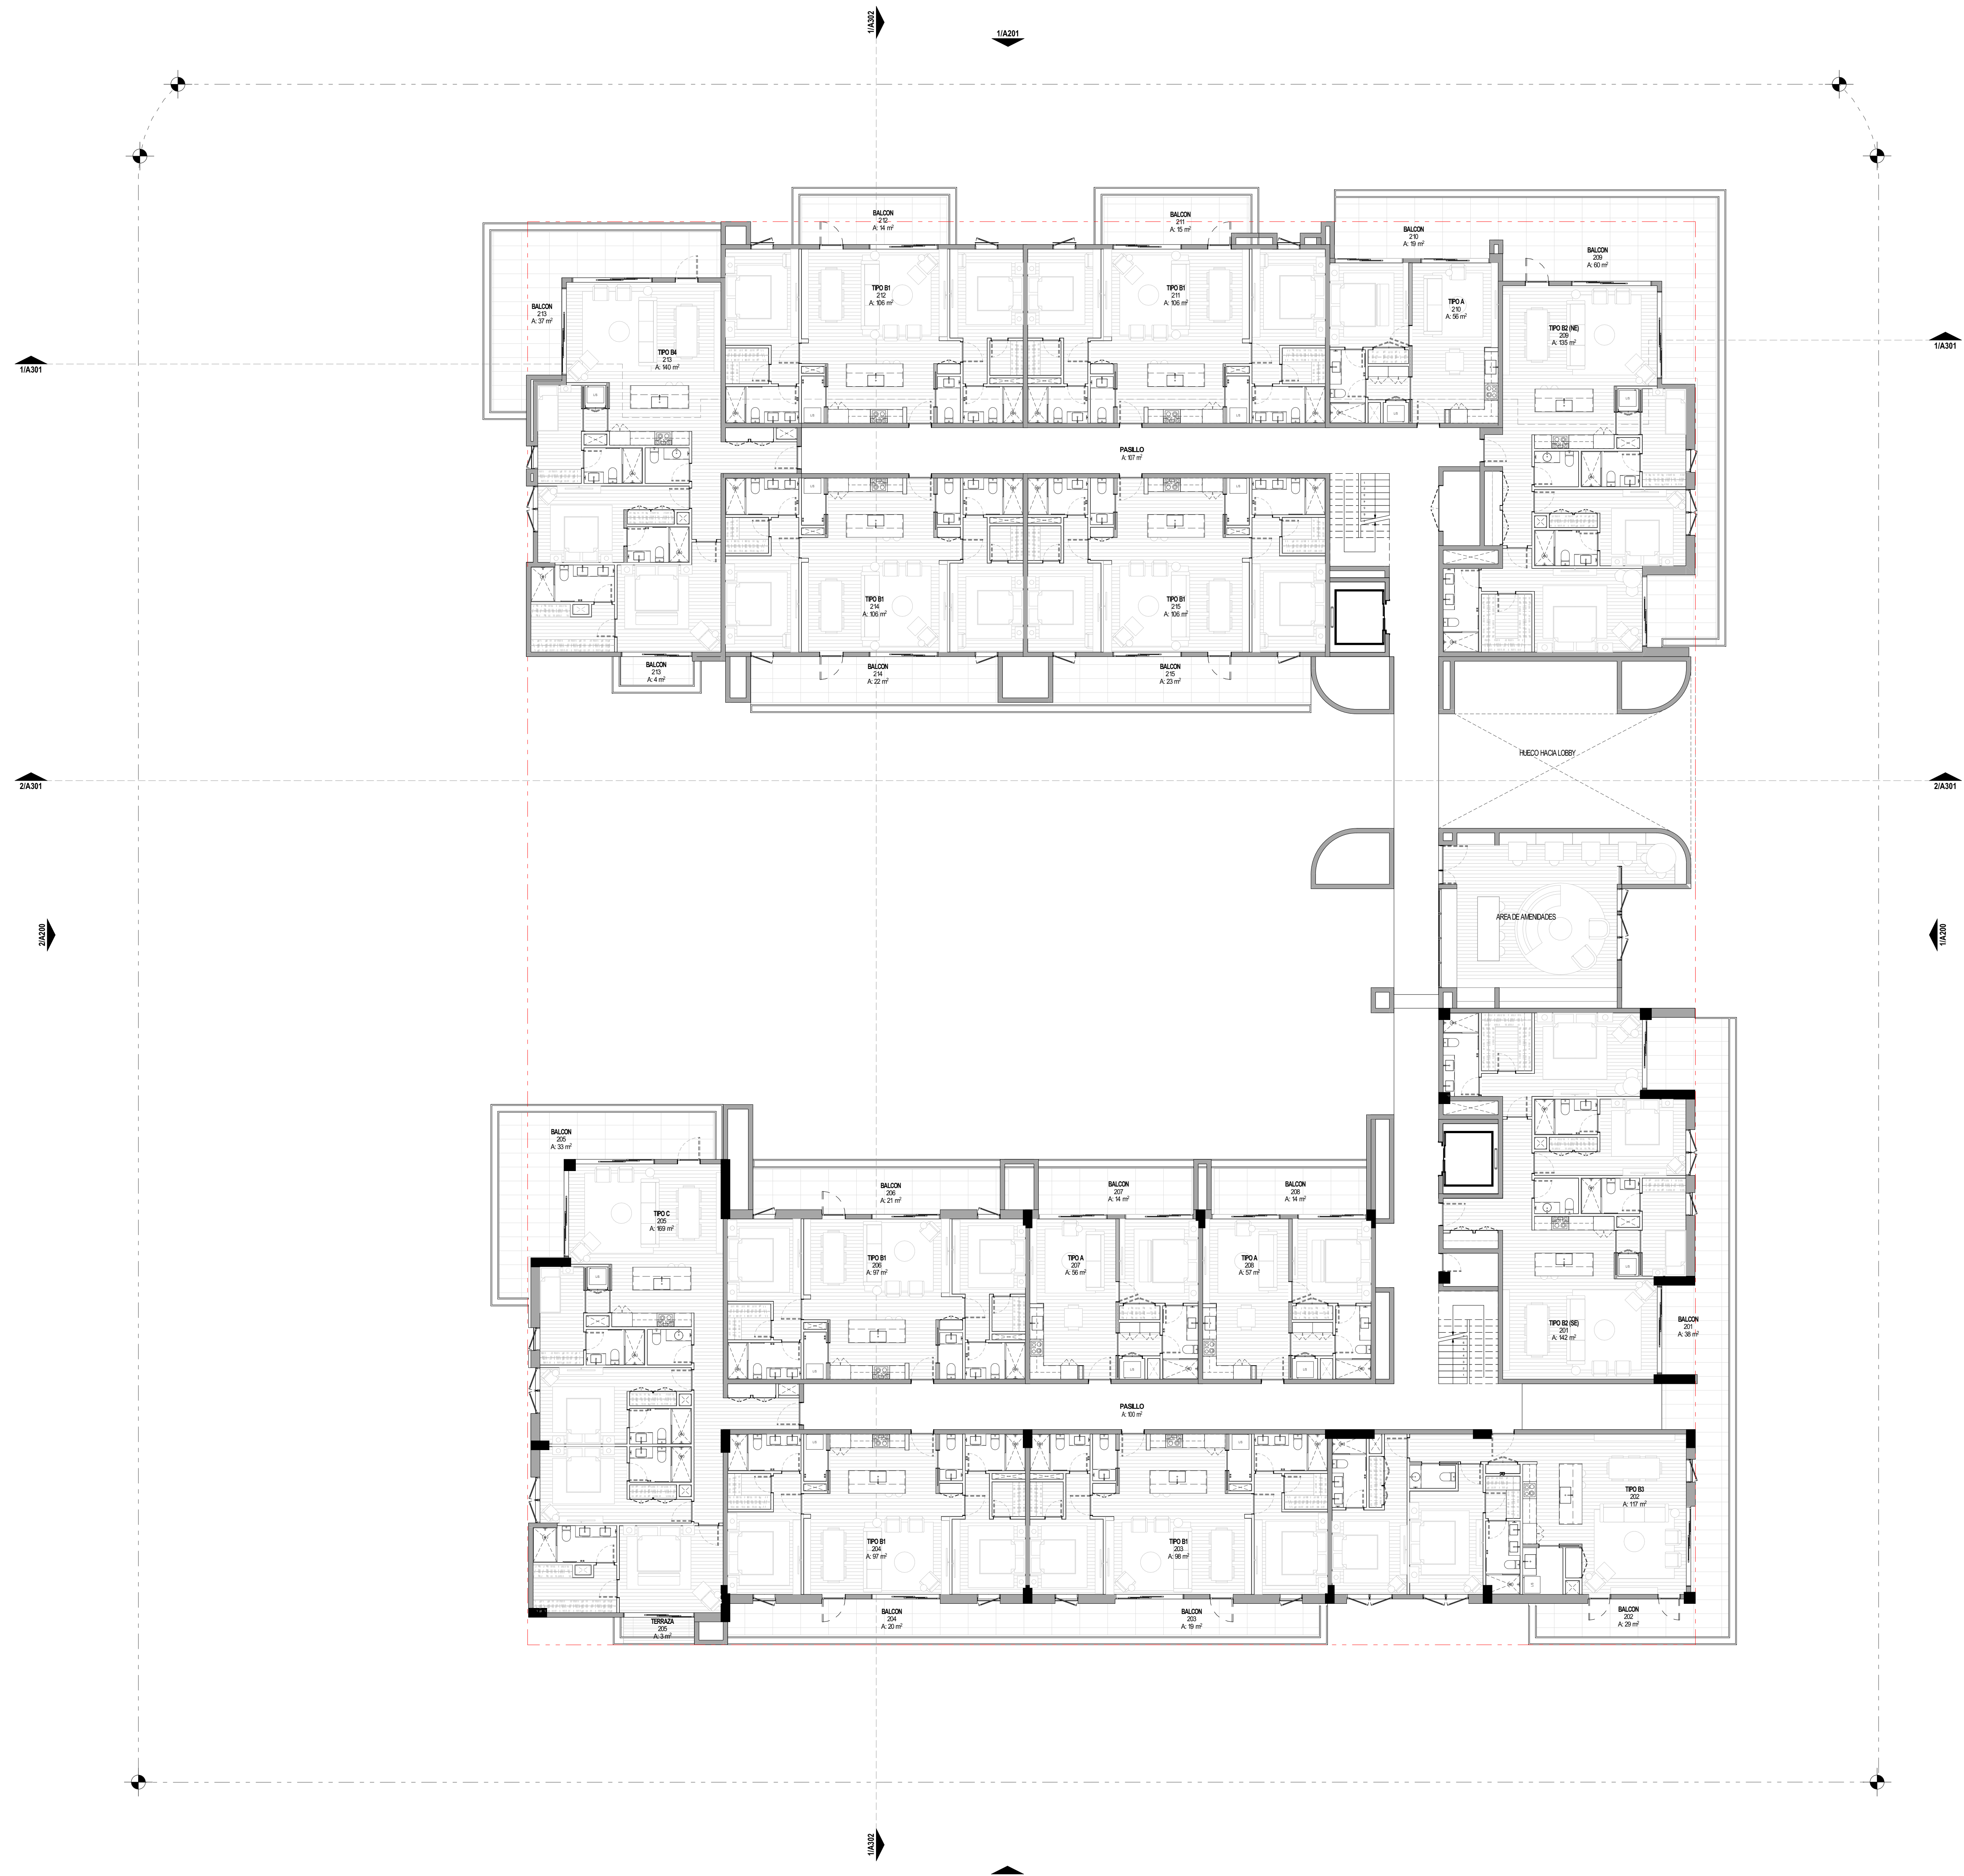 1/A302
1/A201
BALCON
212
A: 14 m²
BALCON
211
A: 15 m²
BALCON
210
A: 19 m²
BALCON
209
A: 60 m²
BALCON
213
A: 37 m²
TIPO B1
212
A: 106 m²
TIPO B1
211
A: 106 m²
TIPO A
210
A: 56 m²
TIPO B2 (NE)
209
A: 135 m²
TIPO B4
213
A: 140 m²
1/A301
1/A301
PASILLO
A: 107 m²
TIPO B1
214
A: 106 m²
TIPO B1
215
A: 106 m²
BALCON
213
A: 4 m²
BALCON
214
A: 22 m²
BALCON
215
A: 23 m²
HUECO HACIA LOBBY
2/A301
2/A301
AREA DE AMENIDADES
2/A200
1/A200
BALCON
205
A: 33 m²
BALCON
206
A: 21 m²
BALCON
207
A: 14 m²
BALCON
208
A: 14 m²
TIPO C
205
A: 169 m²
TIPO B1
206
A: 97 m²
TIPO A
207
A: 56 m²
TIPO A
208
A: 57 m²
TIPO B2 (SE)
201
A: 142 m²
BALCON
201
A: 38 m²
PASILLO
A: 100 m²
TIPO B3
202
A: 117 m²
TIPO B1
204
A: 97 m²
TIPO B1
203
A: 98 m²
TERRAZA
205
A: 3 m²
BALCON
204
A: 20 m²
BALCON
203
A: 19 m²
BALCON
202
A: 29 m²
1/A302